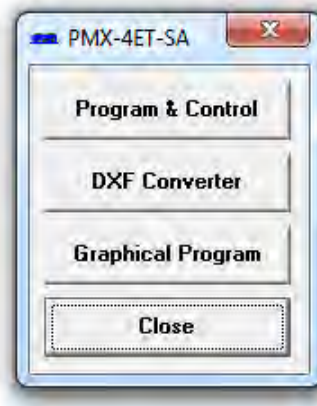 PMX-4ET-SA
Program & Control
DXF Converter
Graphical Program
Close